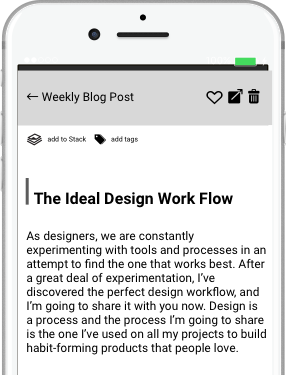 ← Weekly Blog Post
add to Stack add tags
The Ideal Design Work Flow
As designers, we are constantly
experimenting with tools and processes in an
attempt to find the one that works best. After
a great deal of experimentation, I've
discovered the perfect design workflow, and
I'm going to share it with you now. Design is
a process and the process I'm going to share
is the one I've used on all my projects to build
habit-forming products that people love.